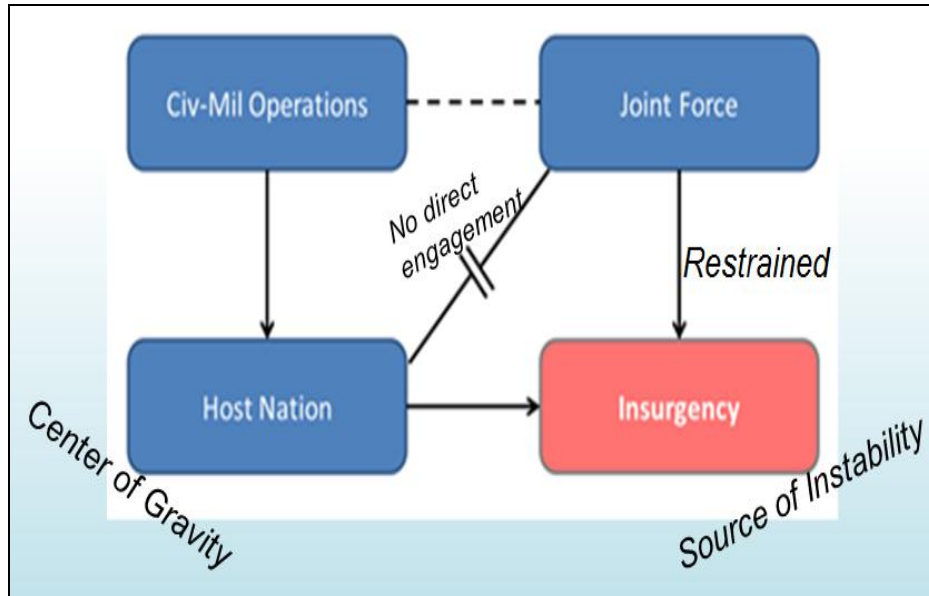 Civ-Mil Operations
Joint Force
No direct
engagement
Restrained
Host Nation
Insurgency
Center of Gravity
Source of Instability